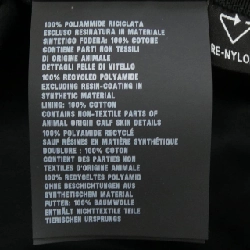 100% POLIAMMIDE RICICLATA
ESCLUSO RESINATURA IN MATERIALE
SINTETICO FODERA: 100% COTONE
CONTIENE PARTI NON TESSILI
DI ORIGINE ANIMALE
DETTAGLI PELLE DI VITELLO
100% RECYCLED POLYAMIDE
EXCLUDING RESIN-COATING IN
SYNTHETIC MATERIAL
LINING: 100% COTTON
CONTAINS NON-TEXTILE PARTS OF
ANIMAL ORIGIN CALF SKIN DETAILS
100% POLYAMIDE RECYCLÉ
SAUF RÉSINES EN MATIÈRE SYNTHÉTIQUE
DOUBLURE : 100% COTON
CONTIENT DES PARTIES NON
TEXTILES D'ORIGINE ANIMALE
100% RECYCELTES POLYAMID
OHNE BESCHICHTUNGEN AUS
SYNTHETISCHEM MATERIAL
FUTTER: 100% BAUMWOLLE
ENTHÄLT NICHTTEXTILE TEILE
TIERISCHEN URSPRUNGS
RE-NYLO